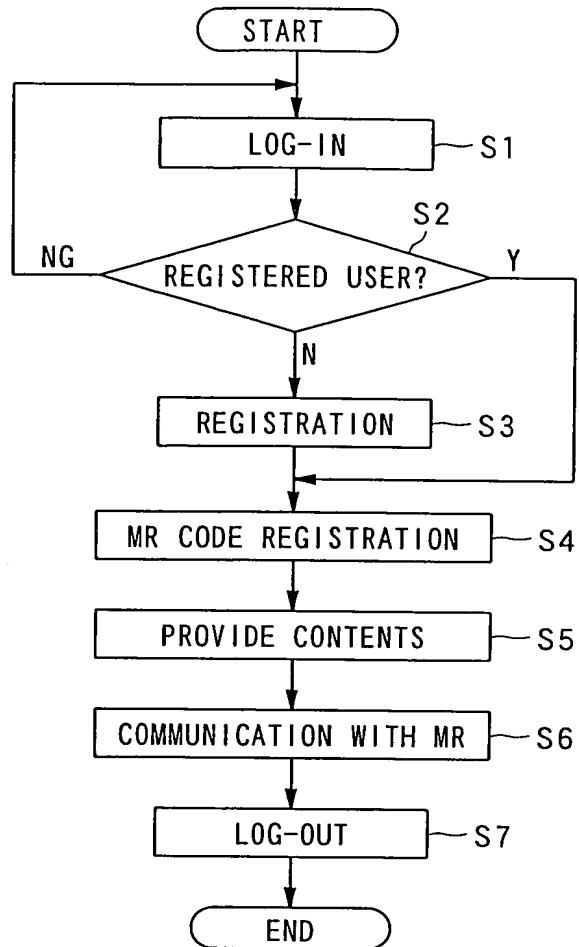 START
LOG-IN S1
S2
NG REGISTERED USER? Y
N
REGISTRATION S3
MR CODE REGISTRATION S4
PROVIDE CONTENTS S5
COMMUNICATION WITH MR S6
LOG-OUT S7
END